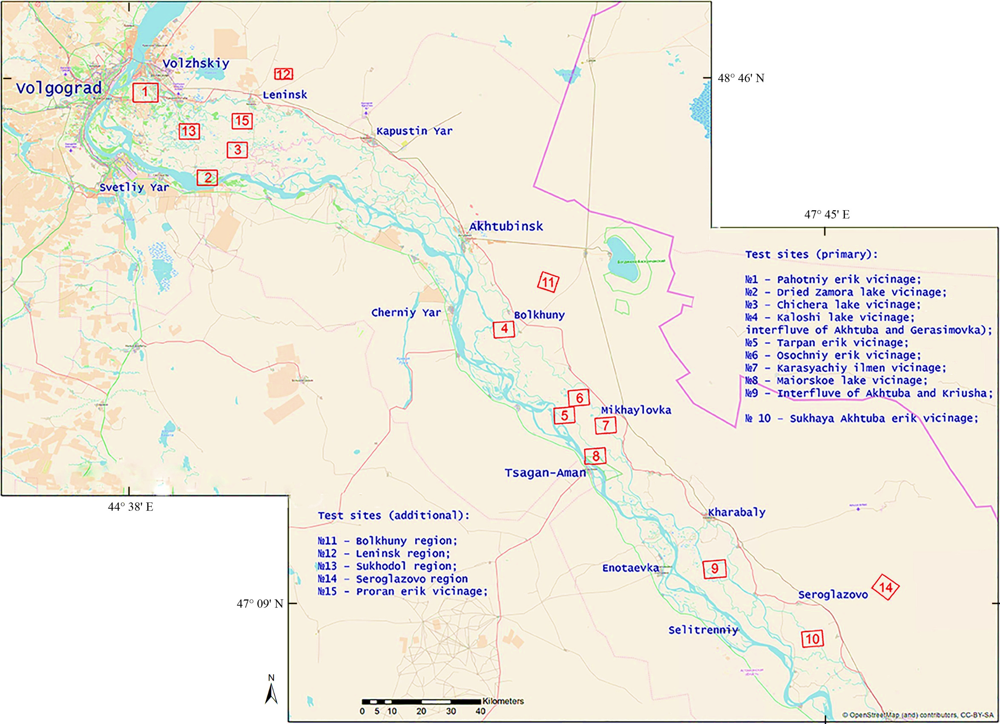 Volzhskiy
12
48° 46' N
Volgograd
1
Leninsk
15
13
Kapustin Yar
3
2
Svetliy Yar
47° 45' E
Akhtubinsk
Богдинско-Баскунчакский
11
Cherniy Yar
Bolkhuny
4
6
5
Mikhaylovka
7
8
Tsagan-Aman
Test sites (primary):
№1 – Pahotniy erik vicinage;
№2 – Dried Zamora lake vicinage;
№3 – Chichera lake vicinage;
№4 – Kaloshi lake vicinage;
interfluve of Akhtuba and Gerasimovka);
№5 – Tarpan erik vicinage;
№6 – Osochniy erik vicinage;
№7 – Karasyachiy ilmen vicinage;
№8 – Maiorskoe lake vicinage;
№9 – Interfluve of Akhtuba and Kriusha;
№ 10 – Sukhaya Akhtuba erik vicinage;
44° 38' E
Kharabaly
Test sites (additional):
№11 – Bolkhuny region;
№12 – Leninsk region;
№13 – Sukhodol region;
№14 – Seroglazovo region
№15 – Proran erik vicinage;
Enotaevka
9
14
Seroglazovo
47° 09' N
Selitrenniy
10
N
Kilometers
0 5 10 20 30 40
© OpenStreetMap (and) contributors, CC-BY-SA